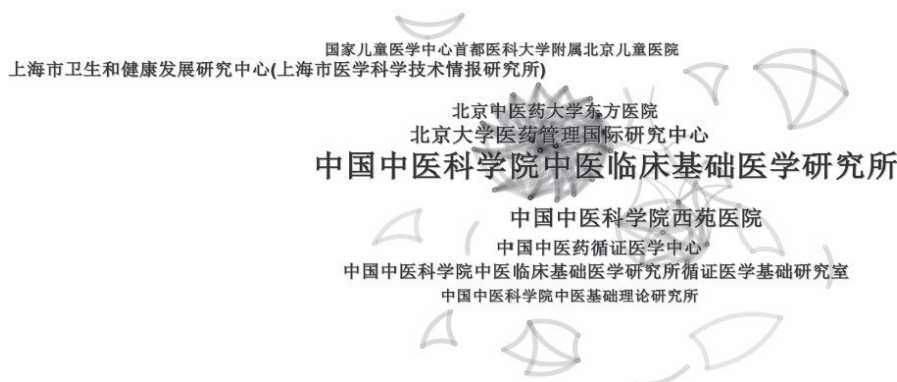 国家儿童医学中心首都医科大学附属北京儿童医院
上海市卫生和健康发展研究中心(上海市医学科学技术情报研究所)
北京中医药大学东方医院
北京大学医药管理国际研究中心
中国中医科学院中医临床基础医学研究所
中国中医科学院西苑医院
中国中医药循证医学中心
中国中医科学院中医临床基础医学研究所循证医学基础研究室
中国中医科学院中医基础理论研究所